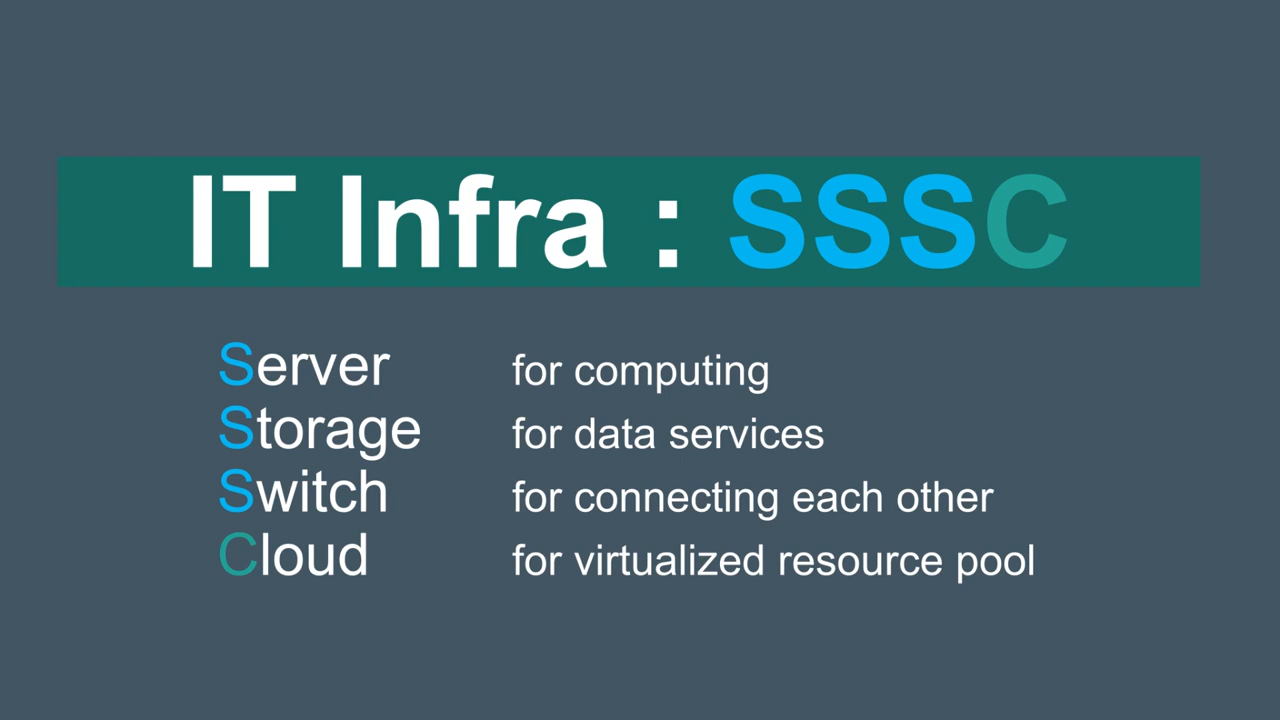 IT Infra : SSSC
Server for computing
Storage for data services
Switch for connecting each other
Cloud for virtualized resource pool